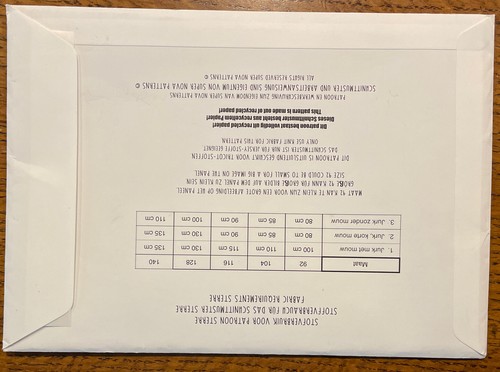 STOFVERBRUIK VOOR PATROON STERRE
STOFFVERBRAUCH FÜR DAS SCHNITTMUSTER STERRE
FABRIC REQUIREMENTS STERRE
Maat 92 104 116 128 140
1. Jurk met mouw 100 cm 110 cm 115 cm 130 cm 135 cm
2. Jurk, korte mouw 80 cm 85 cm 90 cm 130 cm 135 cm
3. Jurk zonder mouw 80 cm 85 cm 90 cm 100 cm 110 cm
MAAT 92 KAN TE KLEIN ZIJN VOOR EEN GROTE AFBEELDING OP HET PANEEL
GRÖßE 92 KANN FÜR GROßE BILDER AUF DEM PANEL ZU KLEIN SEIN
SIZE 92 COULD BE TO SMALL FOR A BIG IMAGE ON THE PANEL
DIT PATROON IS UITSLUITEND GESCHIKT VOOR TRICOT-STOFFEN
DAS SCHNITTMUSTER IST NUR FÜR JERSEY-STOFFE GEEIGNET
ONLY USE KNIT FABRIC FOR THIS PATTERN
Dit patroon bestaat volledig uit recycled papier!
Dieses Schnittmuster besteht aus recycelten Papier!
This pattern is made of out recycled paper!
PATROON EN WERKBESCHRIJVING ZIJN EIGENDOM VAN SUPER NOVA PATTERNS
SCHNITTMUSTER UND ARBEITSANWEISUNG SIND EIGENTUM VON SUPER NOVA PATTERNS ©
ALL RIGHTS RESERVED SUPER NOVA PATTERNS ©